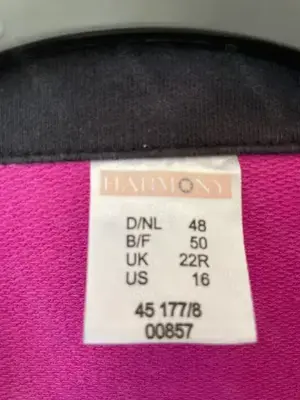 HARMONY
D/NL 48
B/F 50
UK 22R
US 16
45 177/8
00857